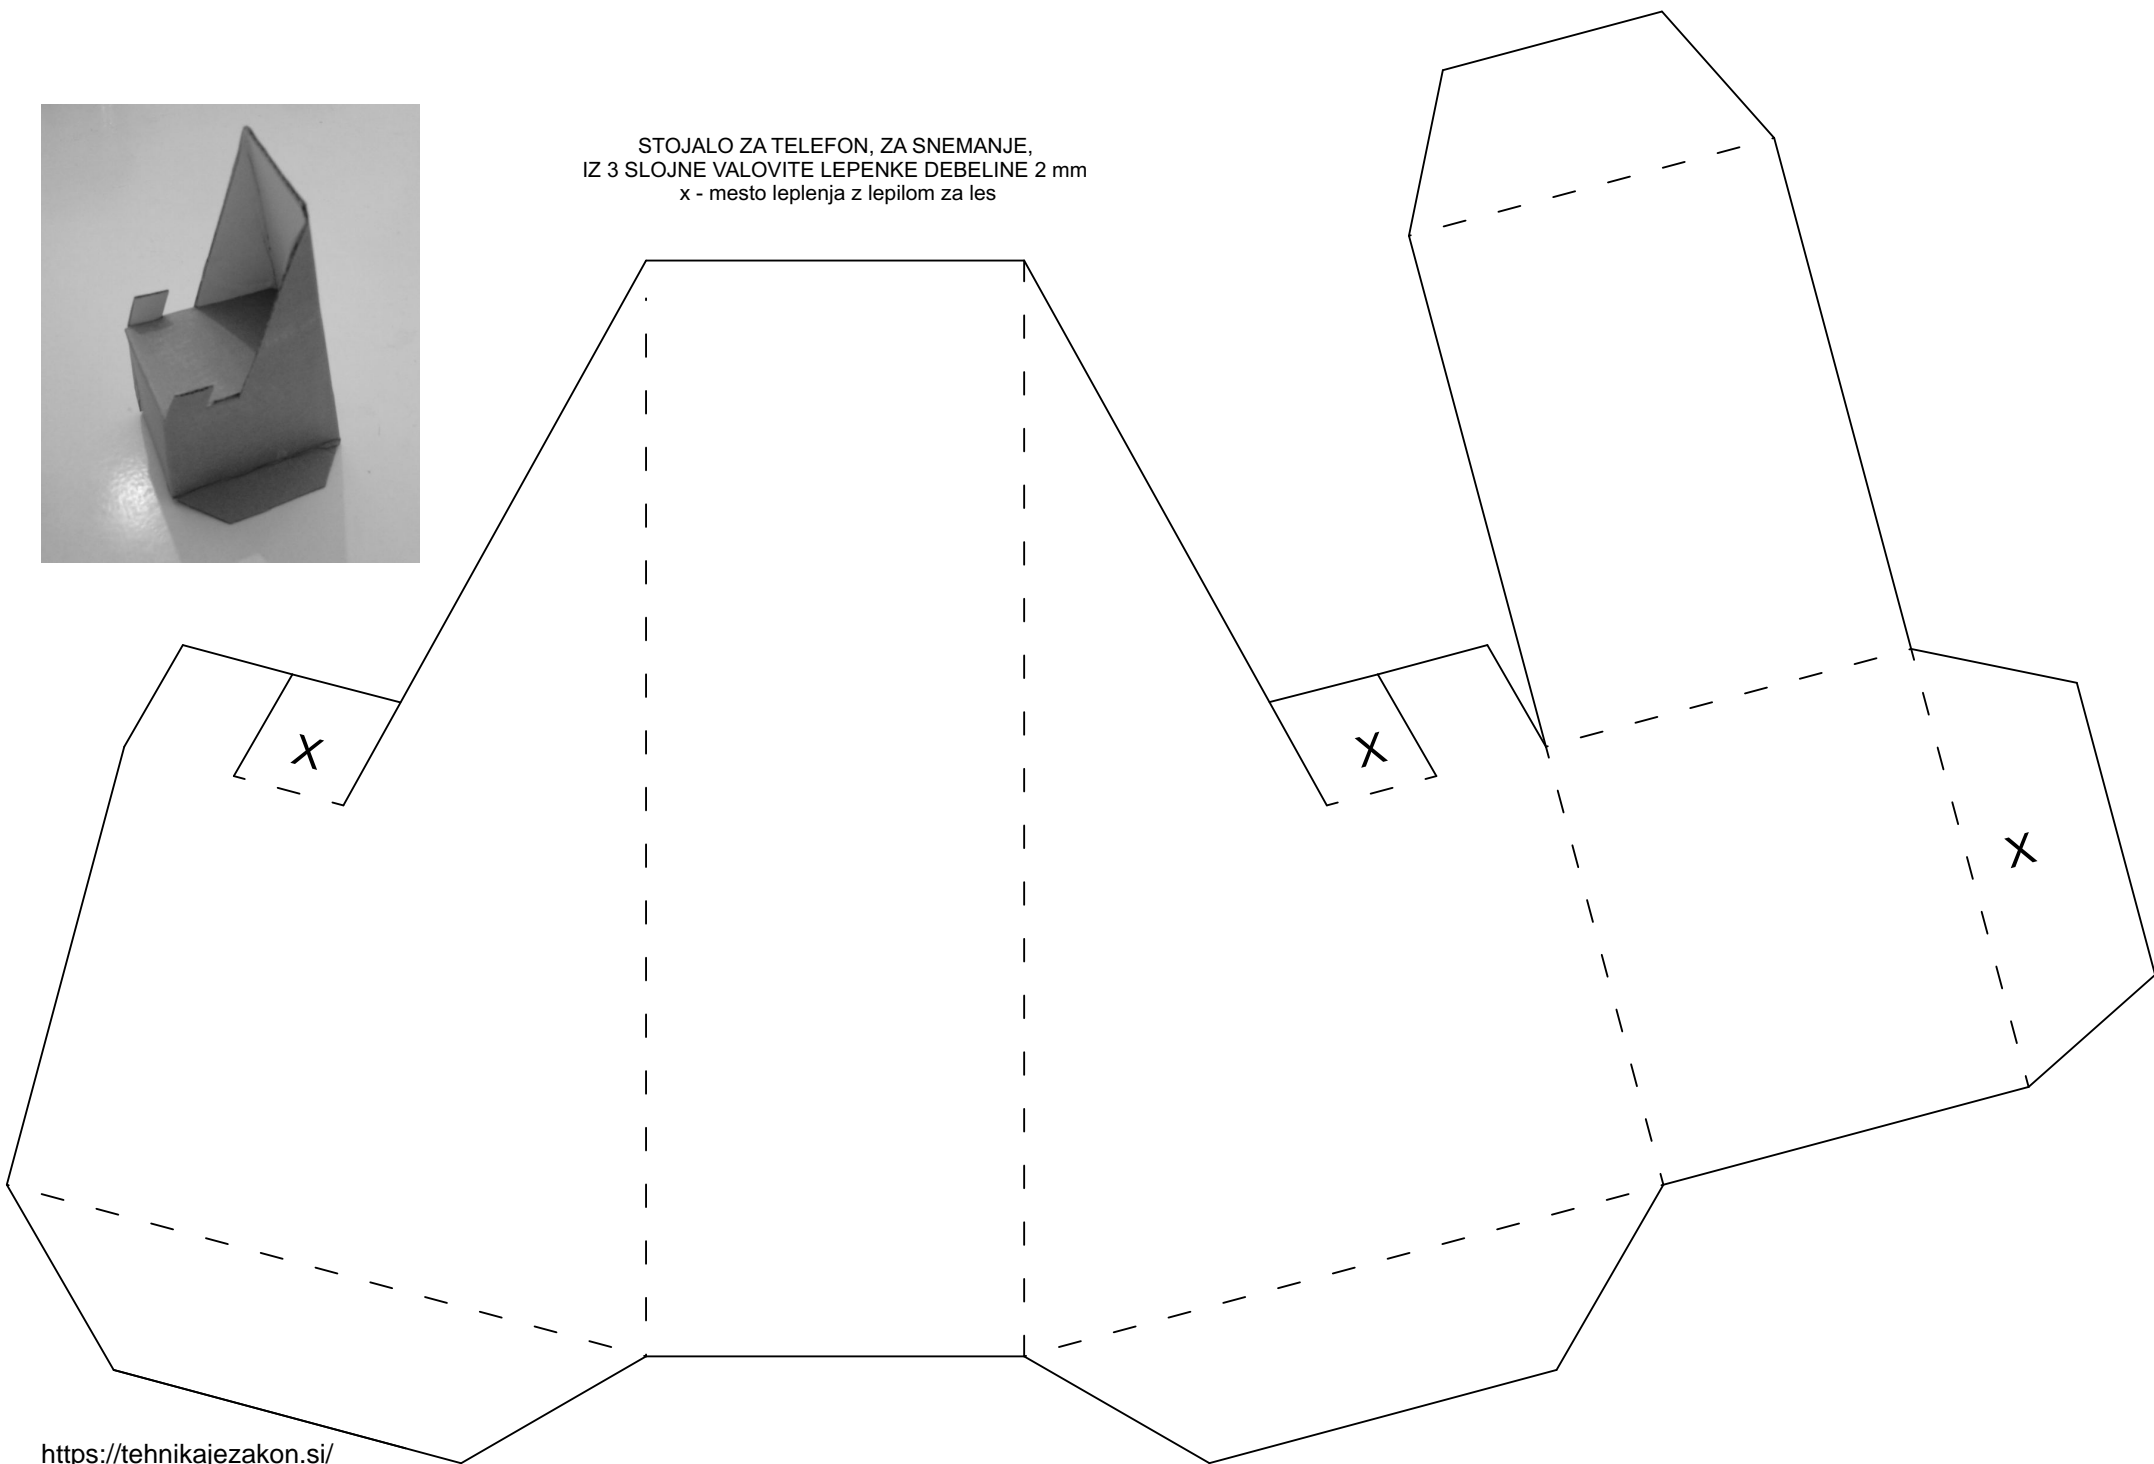 STOJALO ZA TELEFON, ZA SNEMANJE,
IZ 3 SLOJNE VALOVITE LEPENKE DEBELINE 2 mm
x - mesto leplenja z lepilom za les
X
X
X
https://tehnikajezakon.si/